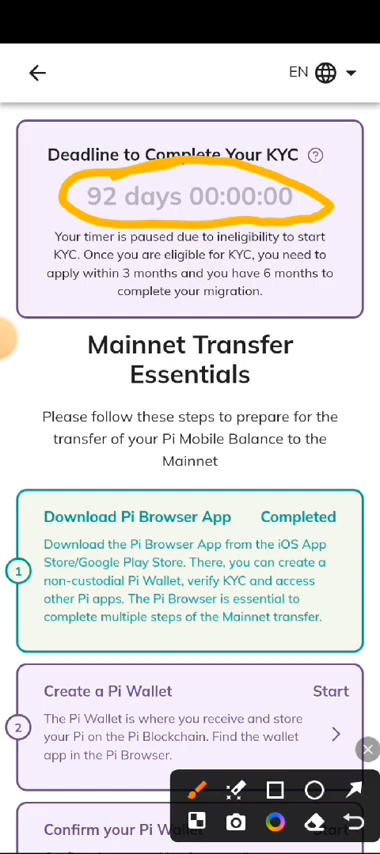 EN
Deadline to Complete Your KYC ?
92 days 00:00:00
Your timer is paused due to ineligibility to start
KYC. Once you are eligible for KYC, you need to
apply within 3 months and you have 6 months to
complete your migration.
Mainnet Transfer
Essentials
Please follow these steps to prepare for the
transfer of your Pi Mobile Balance to the
Mainnet
Download Pi Browser App Completed
1
Download the Pi Browser App from the iOS App
Store/Google Play Store. There, you can create a
non-custodial Pi Wallet, verify KYC and access
other Pi apps. The Pi Browser is essential to
complete multiple steps of the Mainnet transfer.
Create a Pi Wallet Start
2
The Pi Wallet is where you receive and store
your Pi on the Pi Blockchain. Find the wallet
app in the Pi Browser.
Confirm your Pi W